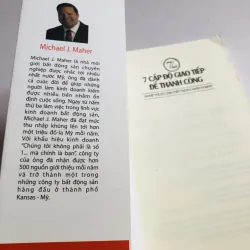 Michael J. Maher
Michael J. Maher là nhà môi
giới bất động sản chuyên
nghiệp được nhắc tới nhiều
nhất nước Mỹ, ông đã dành
cả cuộc đời để giúp những
người làm kinh doanh kiếm
được nhiều tiền nhằm ổn
định cuộc sống. Ngay từ năm
thứ ba làm việc trong lĩnh vực
kinh doanh bất động sản,
Michael J. Maher đã đạt mức
thu nhập khủng lên tới hơn
một triệu đô-la Mỹ mỗi năm.
Với khẩu hiệu kinh doanh
"Chúng tôi không phải là số
1... mà chính là bạn", công ty
của ông đã nhận được hơn
500 nguồn giới thiệu mỗi năm
và trở thành một trong
những công ty bất động sản
hàng đầu ở thành phố
Kansas - Mỹ.
7 CẤP ĐỘ GIAO TIẾP
ĐỂ THÀNH CÔNG